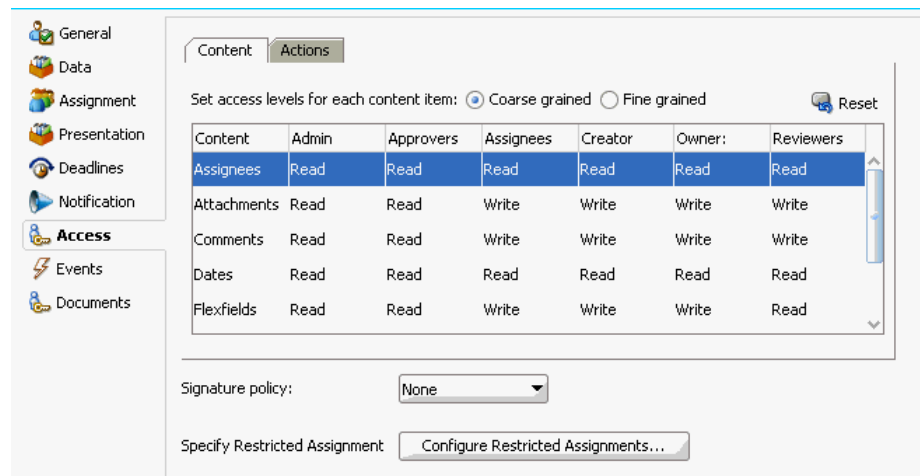 General
Data
Assignment
Presentation
Deadlines
Notification
Access
Events
Documents
Content Actions
Set access levels for each content item: Coarse grained Fine grained Reset
Content Admin Approvers Assignees Creator Owner: Reviewers
Assignees Read Read Read Read Read Read
Attachments Read Read Write Write Write Write
Comments Read Read Write Write Write Write
Dates Read Read Read Read Read Read
Flexfields Read Read Write Write Write Read
Signature policy: None
Specify Restricted Assignment Configure Restricted Assignments...